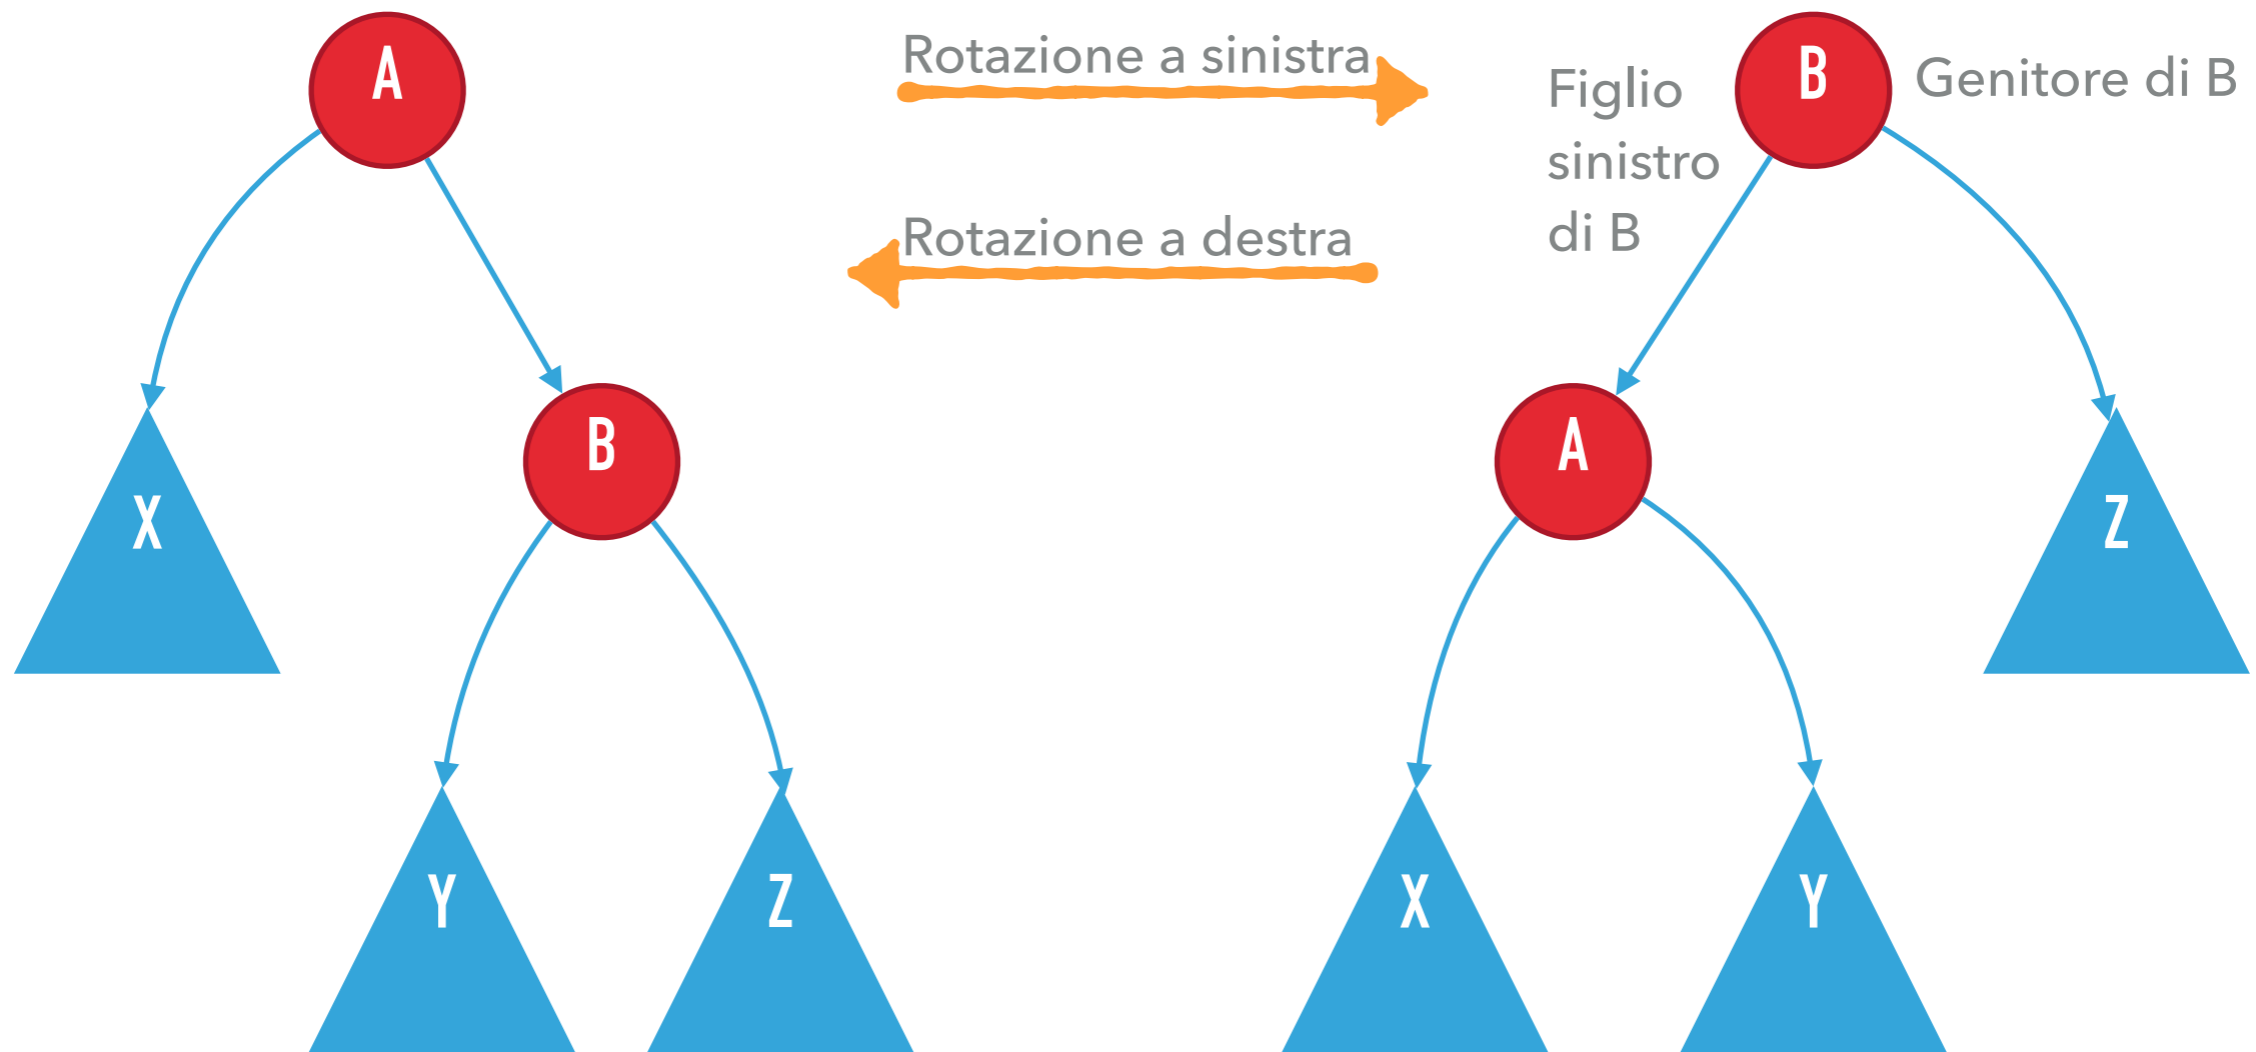 A
Rotazione a sinistra
Figlio
sinistro
di B
B
Genitore di B
Rotazione a destra
B
A
X
Z
Y
Z
X
Y